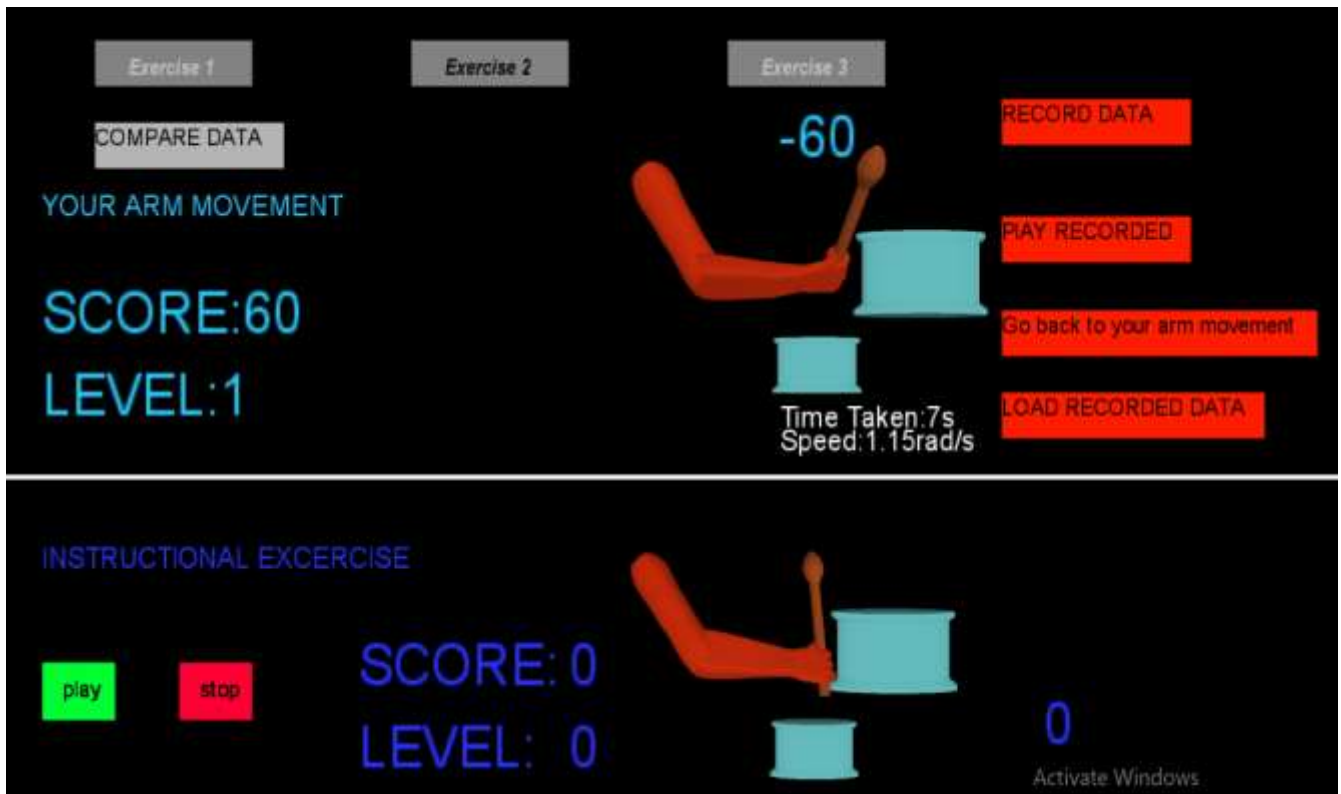 Exercise 1
Exercise 2
Exercise 3
COMPARE DATA
-60
RECORD DATA
YOUR ARM MOVEMENT
PlAY RECORDED
SCORE:60
Go back to your arm movement
LEVEL:1
LOAD RECORDED DATA
Time Taken:7s
Speed:1.15rad/s
INSTRUCTIONAL EXCERCISE
play
stop
SCORE: 0
LEVEL: 0
0
Activate Windows